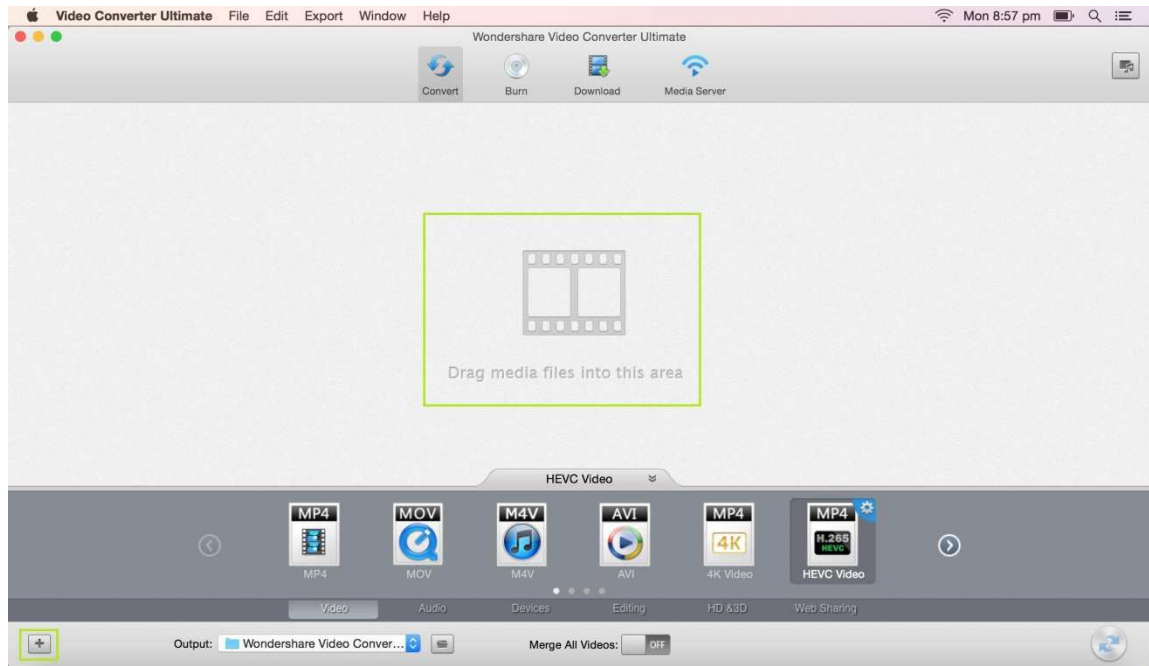 Video Converter Ultimate File Edit Export Window Help Mon 8:57 pm
Wondershare Video Converter Ultimate
Convert Burn Download Media Server
Drag media files into this area
HEVC Video
MP4 MOV M4V AVI MP4 MP4
4K H.265
HEVC
MP4 MOV M4V AVI 4K Video HEVC Video
Video Audio Devices Editing HD &3D Web Sharing
Output: Wondershare Video Conver... Merge All Videos: OFF